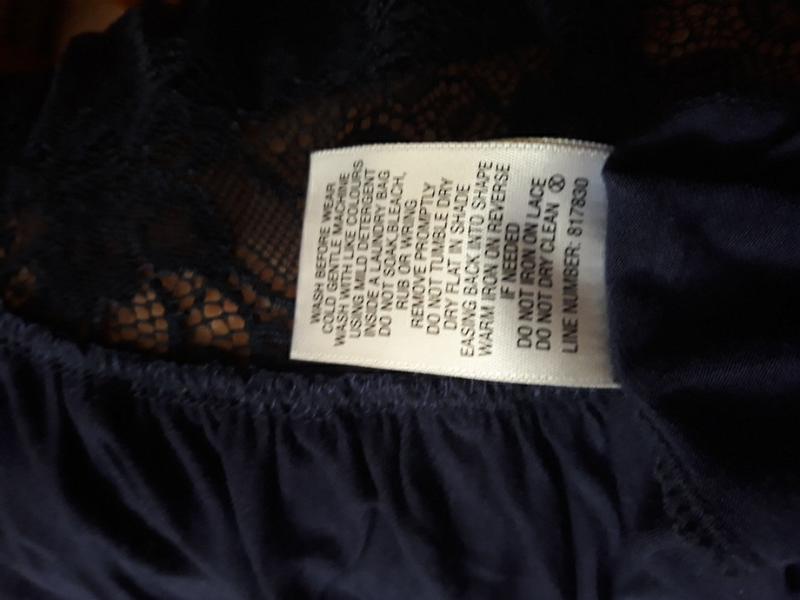 WASH BEFORE WEAR
COLD GENTLE MACHINE
WASH WITH LIKE COLOURS
USING MILD DETERGENT
INSIDE A LAUNDRY BAG
DO NOT SOAK,BLEACH,
RUB OR WRING
REMOVE PROMPTLY
DO NOT TUMBLE DRY
DRY FLAT IN SHADE
EASING BACK INTO SHAPE
WARM IRON ON REVERSE
IF NEEDED
DO NOT IRON ON LACE
DO NOT DRY CLEAN Ⓧ
LINE NUMBER: 817830